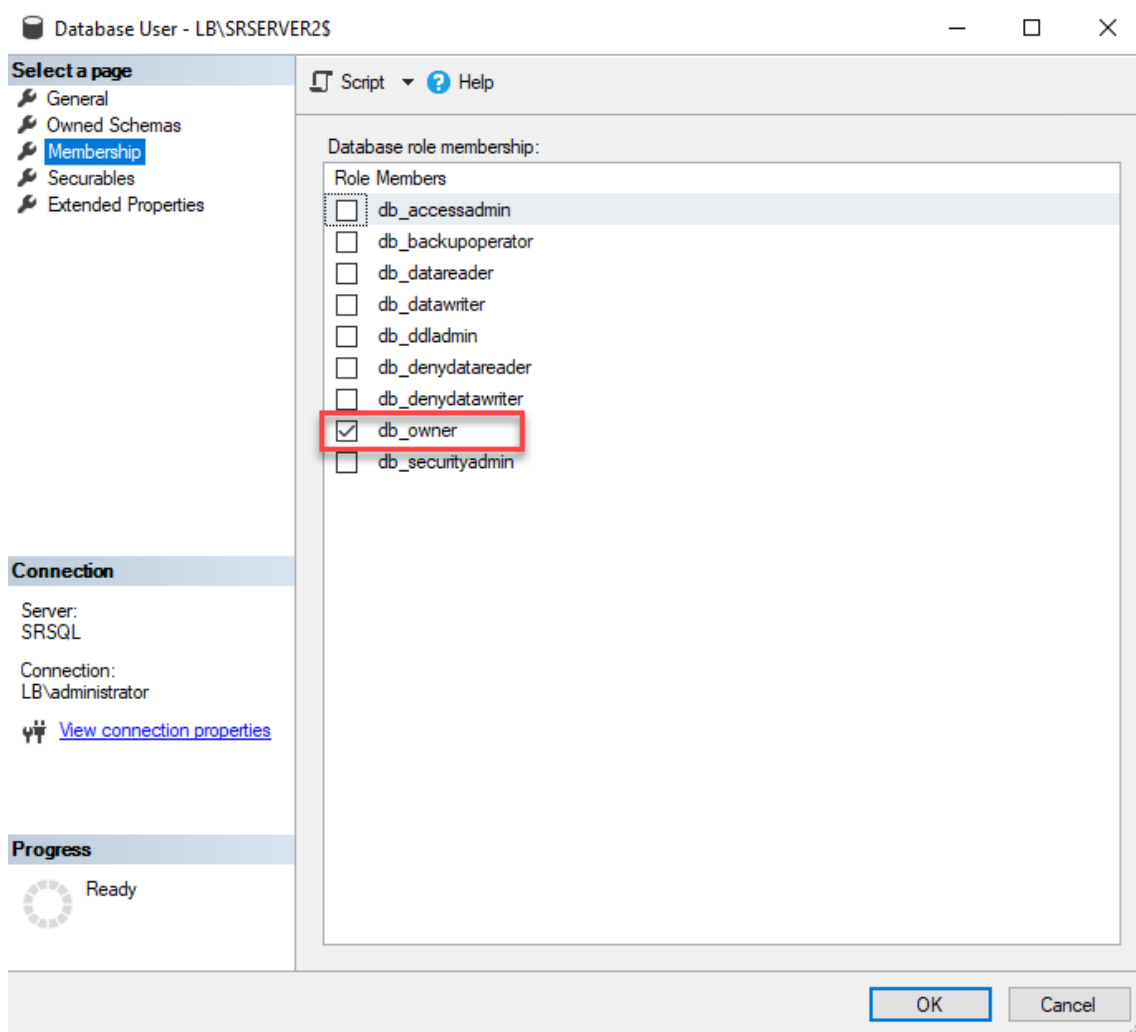 Database User - LB\SRSERVER2$
Select a page
General
Owned Schemas
Membership
Securables
Extended Properties
Script
Help
Database role membership:
Role Members
db_accessadmin
db_backupoperator
db_datareader
db_datawriter
db_ddladmin
db_denydatareader
db_denydatawriter
db_owner
db_securityadmin
Connection
Server:
SRSQL
Connection:
LB\administrator
View connection properties
Progress
Ready
OK
Cancel